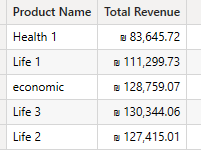 Product Name Total Revenue
Health 1 ₪ 83,645.72
Life 1 ₪ 111,299.73
economic ₪ 128,759.07
Life 3 ₪ 130,344.06
Life 2 ₪ 127,415.01